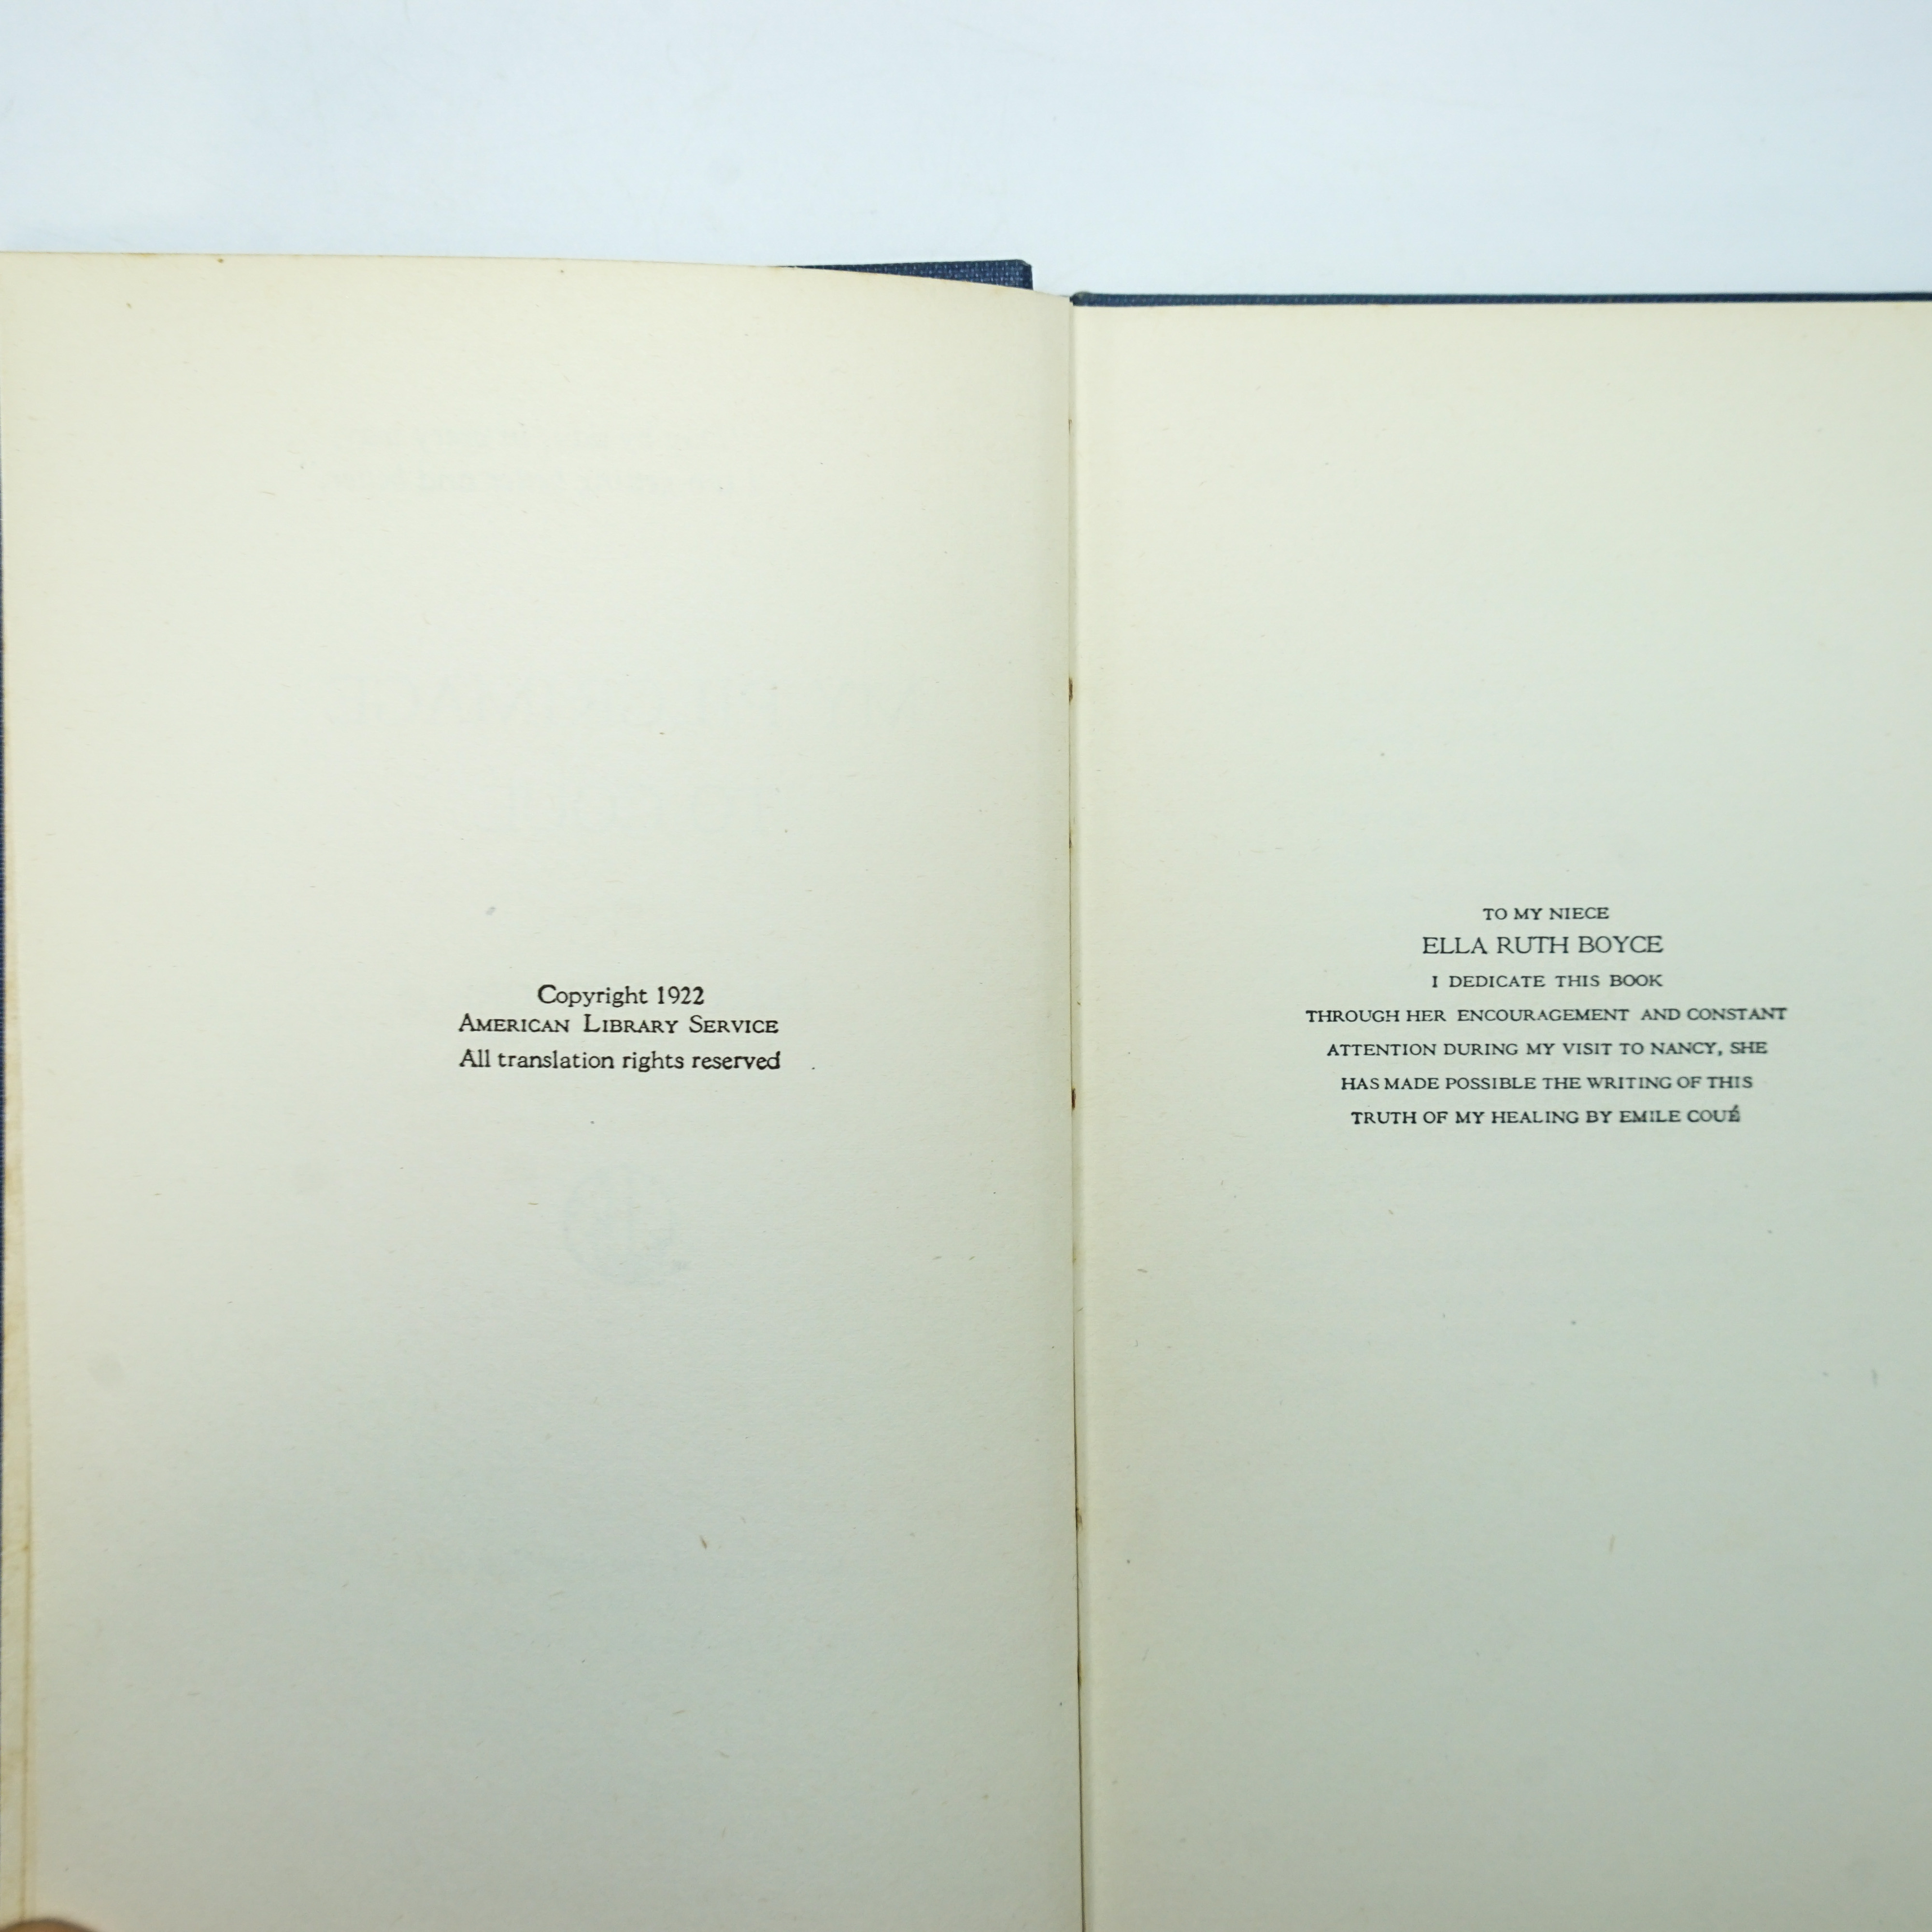 Copyright 1922
American Library Service
All translation rights reserved
TO MY NIECE
ELLA RUTH BOYCE
I DEDICATE THIS BOOK
THROUGH HER ENCOURAGEMENT AND CONSTANT
ATTENTION DURING MY VISIT TO NANCY, SHE
HAS MADE POSSIBLE THE WRITING OF THIS
TRUTH OF MY HEALING BY EMILE COUÉ